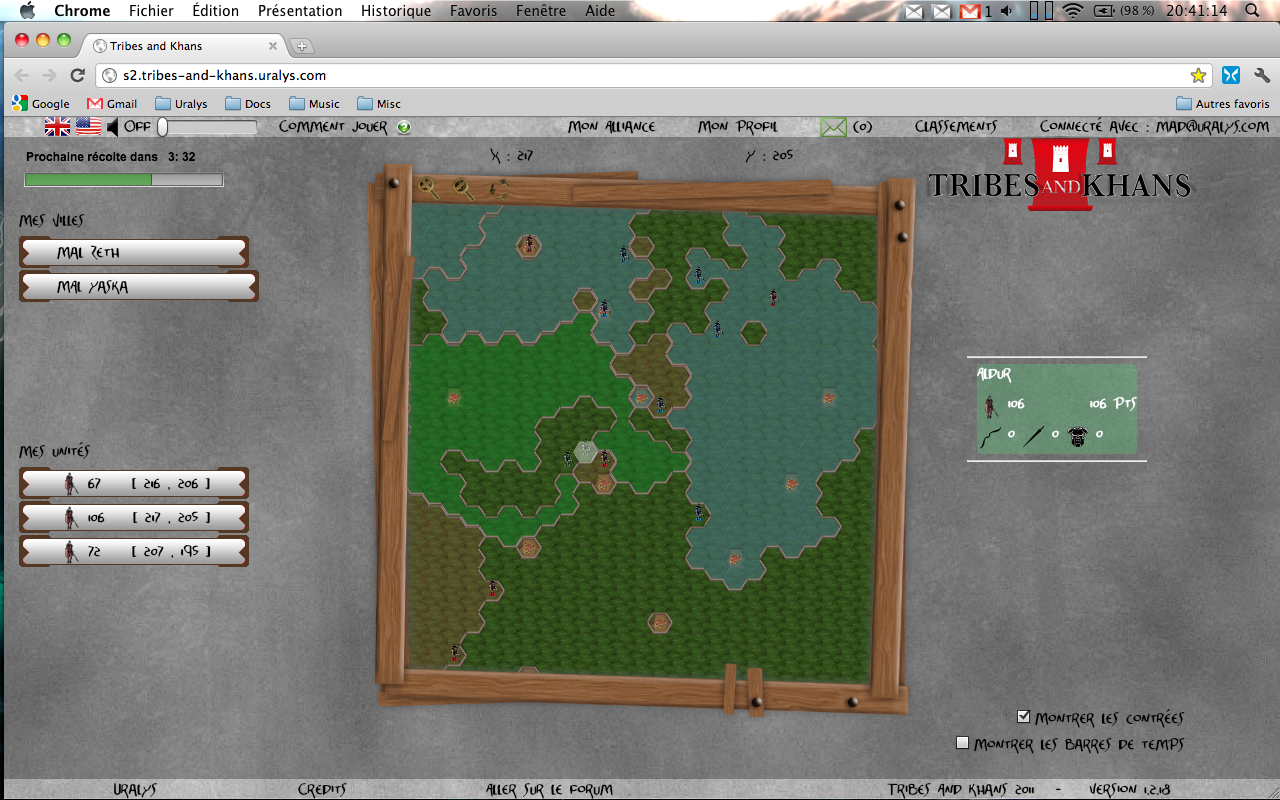 Chrome Fichier Édition Présentation Historique Favoris Fenêtre Aide 1 (98 %) 20:41:14
Tribes and Khans
s2.tribes-and-khans.uralys.com
Google Gmail Uralys Docs Music Misc Autres favoris
OFF COMMENT JOUER ? MON ALLIANCE MON PROFIL (0) CLASSEMENTS CONNECTÉ AVEC : MAD@URALYS.COM
Prochaine récolte dans 3: 32
X : 217 Y : 205
TRIBES AND KHANS
MES VILLES
MAL ZETH
MAL YASKA
ALDUR
106 106 PTS
0 0 0
MES UNITÉS
67 [ 216 , 206 ]
106 [ 217 , 205 ]
72 [ 207 , 195 ]
MONTRER LES CONTRÉES
MONTRER LES BARRES DE TEMPS
URALYS CREDITS ALLER SUR LE FORUM TRIBES AND KHANS 2011 - VERSION 1.2.18